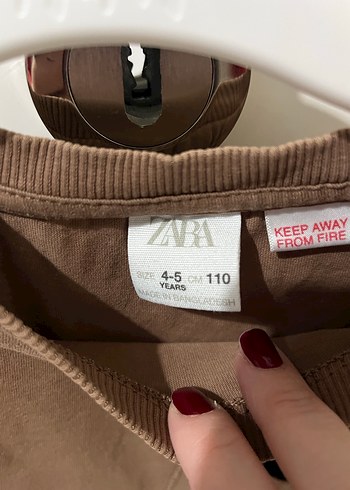 ZARA
SIZE 4-5 CM 110
YEARS
MADE IN BANGLADESH
KEEP AWAY
FROM FIRE